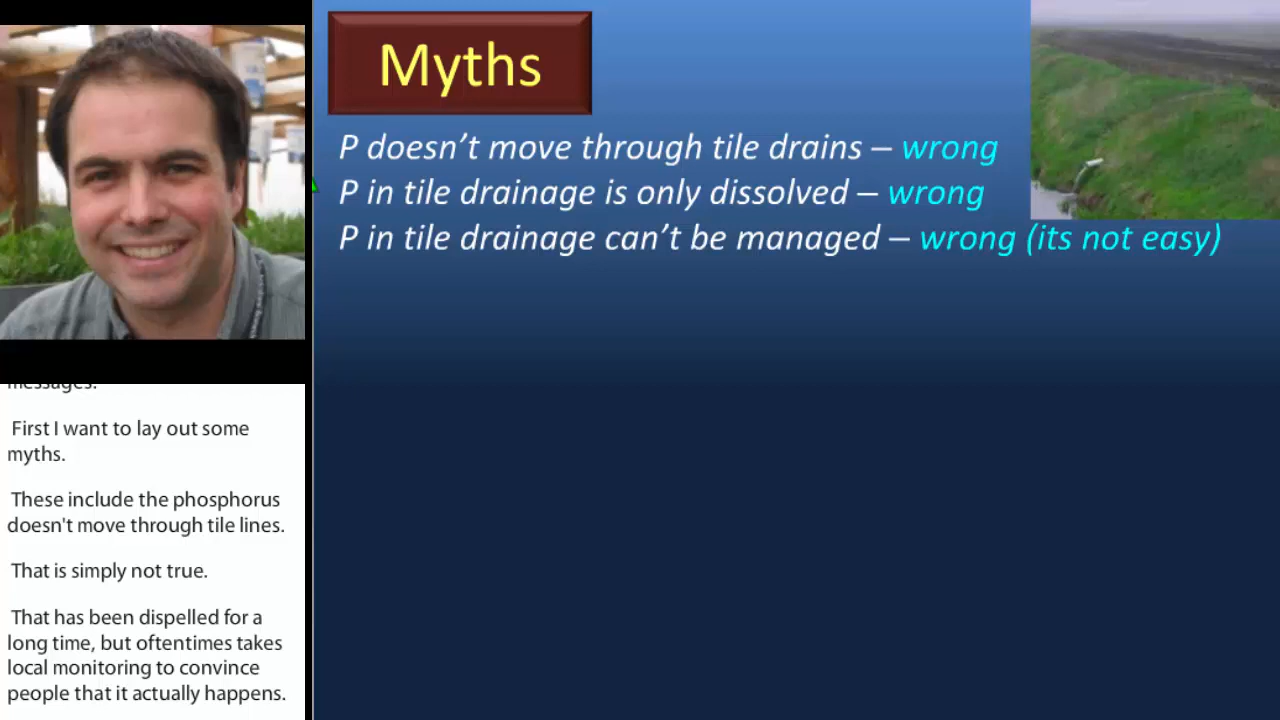 Myths
P doesn’t move through tile drains – wrong
P in tile drainage is only dissolved – wrong
P in tile drainage can’t be managed – wrong (its not easy)
messages.
First I want to lay out some
myths.
These include the phosphorus
doesn't move through tile lines.
That is simply not true.
That has been dispelled for a
long time, but oftentimes takes
local monitoring to convince
people that it actually happens.